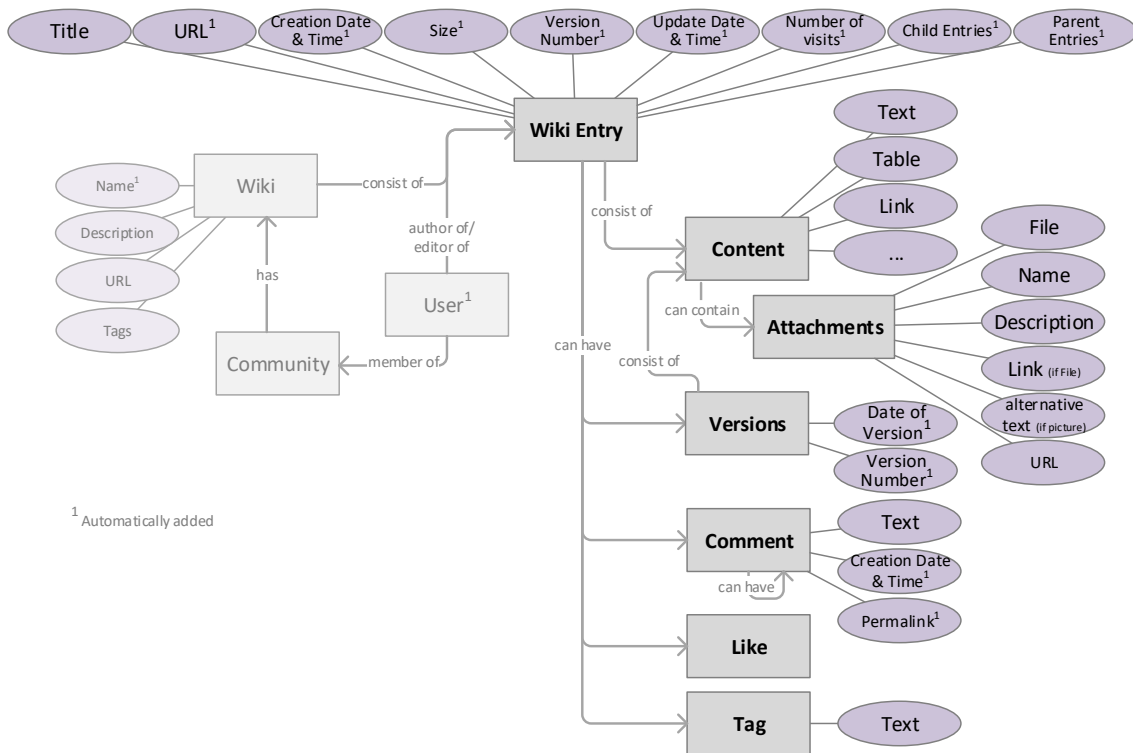 Title
URL1
Creation Date
& Time1
Size1
Version
Number1
Update Date
& Time1
Number of
visits1
Child Entries1
Parent
Entries1
Wiki Entry
Text
Table
Link
...
Name1
Description
URL
Tags
Wiki
consist of
author of/
editor of
has
User1
Community
member of
consist of
Content
can contain
Attachments
File
Name
Description
Link (if File)
alternative
text (if picture)
URL
can have
consist of
Versions
Date of
Version1
Version
Number1
1 Automatically added
Comment
can have
Text
Creation Date
& Time1
Permalink1
Like
Tag
Text